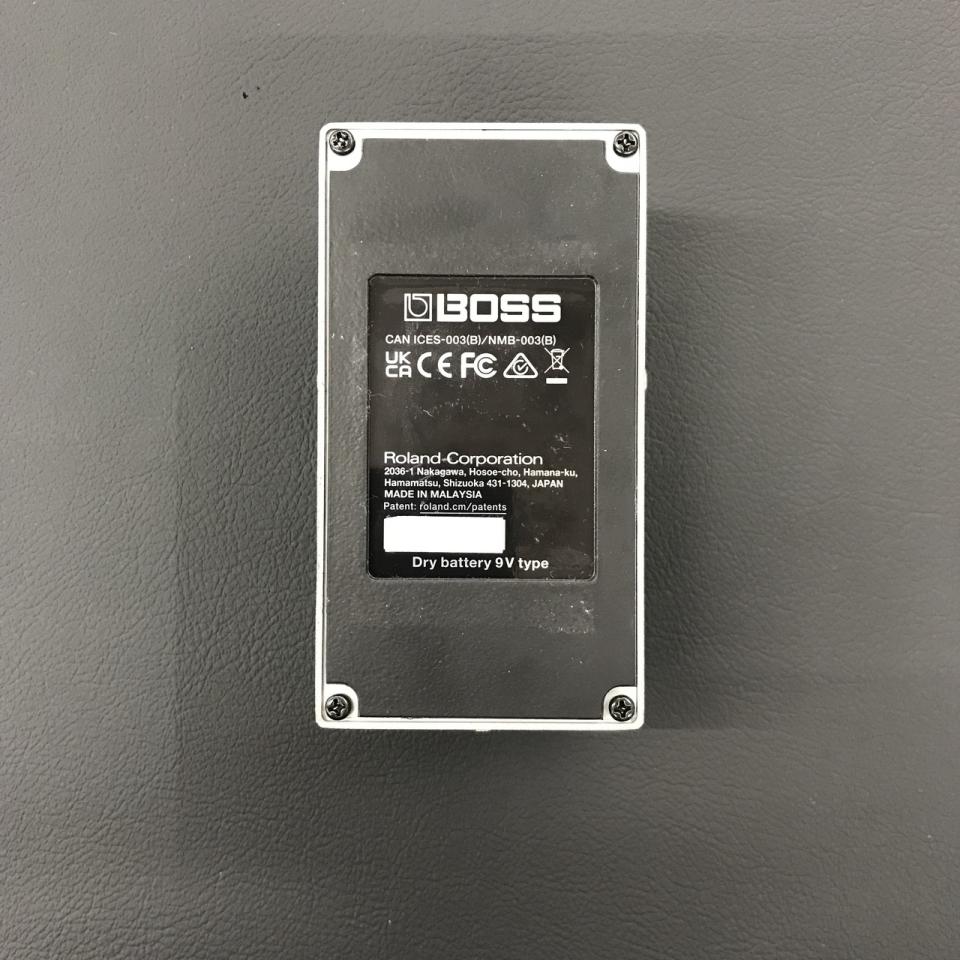 BOSS
CAN ICES-003(B)/NMB-003(B)
UK
CA CE FC
Roland Corporation
2036-1 Nakagawa, Hosoe-cho, Hamana-ku,
Hamamatsu, Shizuoka 431-1304, JAPAN
MADE IN MALAYSIA
Patent: roland.cm/patents
Dry battery 9V type